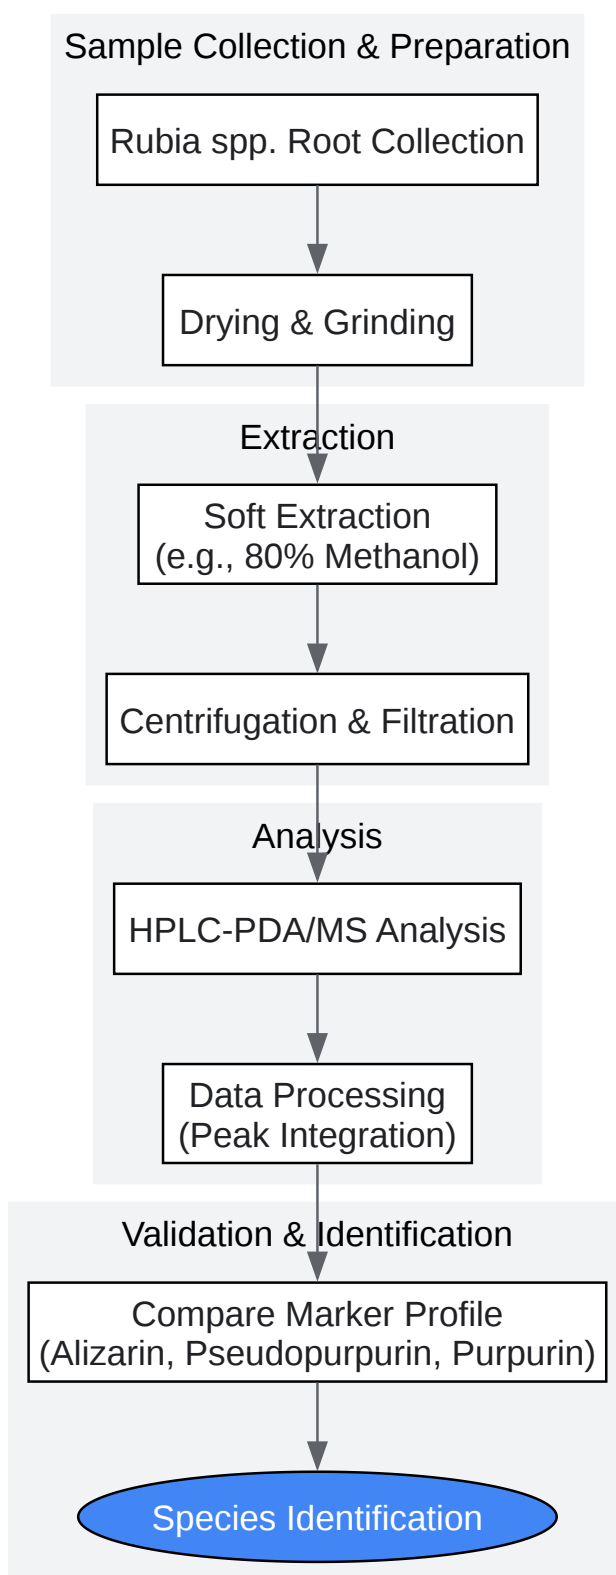 Sample Collection & Preparation
Rubia spp. Root Collection
Drying & Grinding
Extraction
Soft Extraction
(e.g., 80% Methanol)
Centrifugation & Filtration
Analysis
HPLC-PDA/MS Analysis
Data Processing
(Peak Integration)
Validation & Identification
Compare Marker Profile
(Alizarin, Pseudopurpurin, Purpurin)
Species Identification